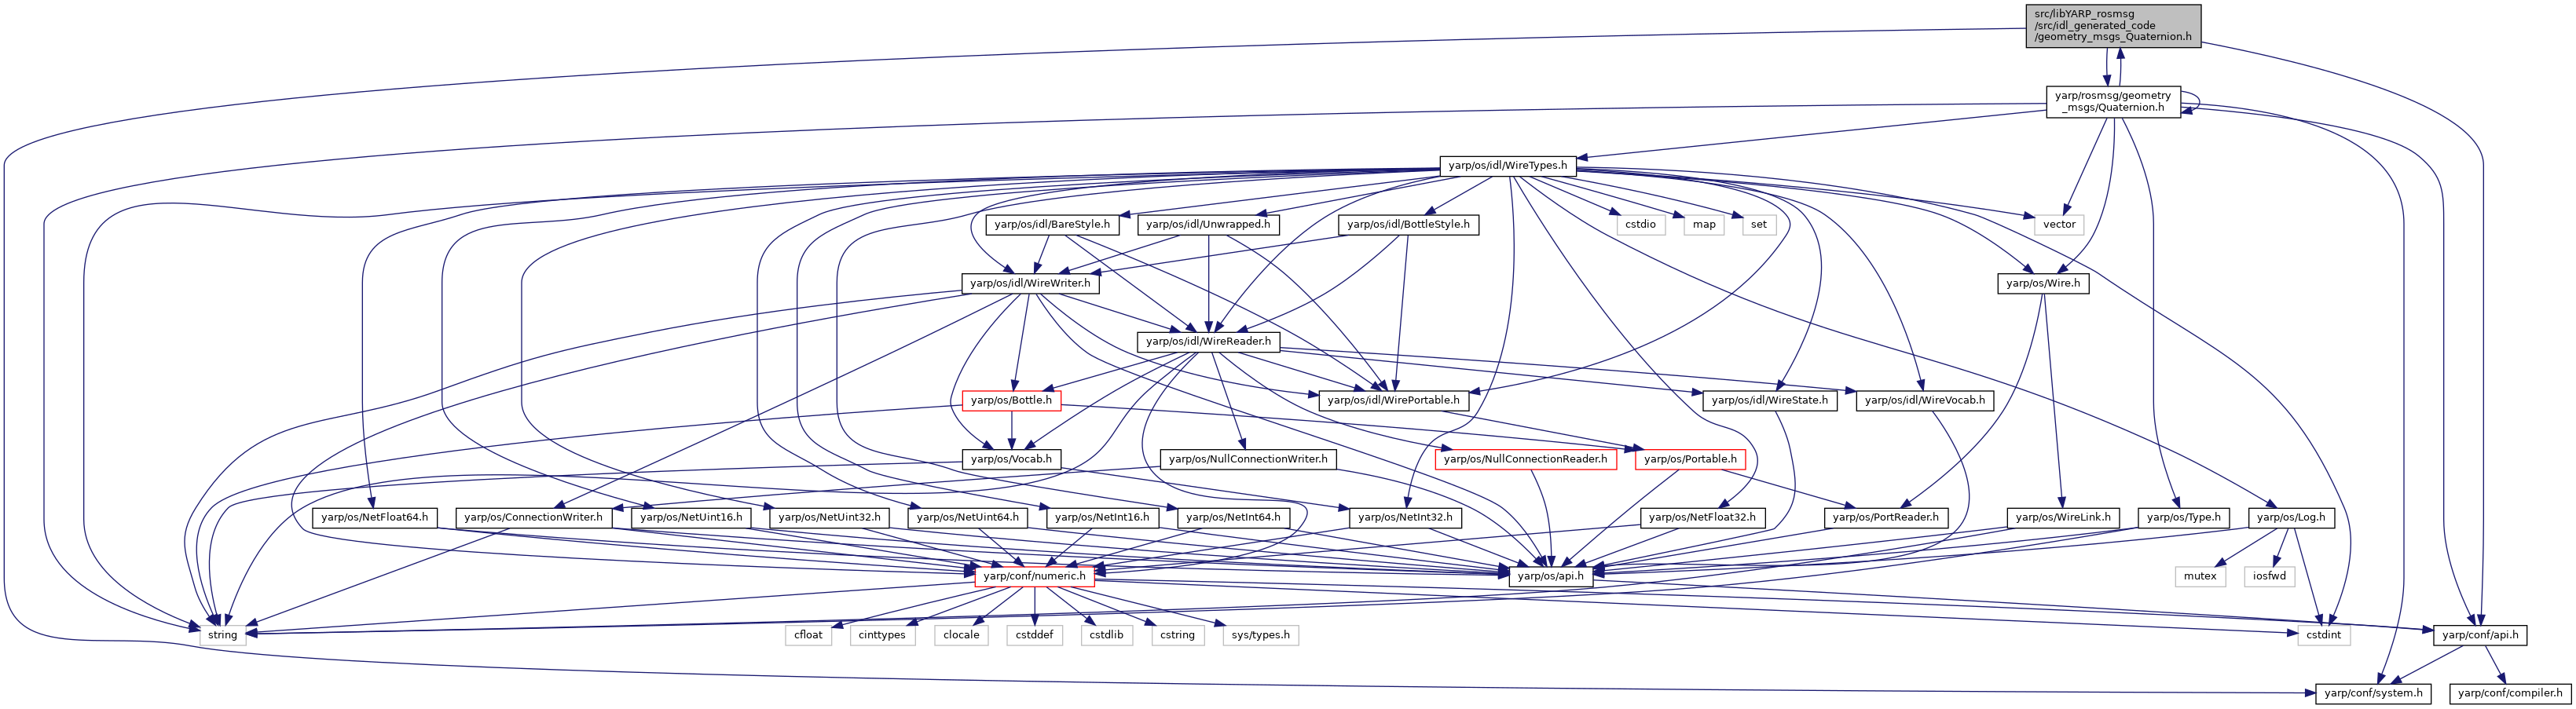 src/libYARP_rosmsg
/src/idl_generated_code
/geometry_msgs_Quaternion.h
yarp/rosmsg/geometry
_msgs/Quaternion.h
yarp/os/idl/WireTypes.h
yarp/os/idl/BareStyle.h
yarp/os/idl/Unwrapped.h
yarp/os/idl/BottleStyle.h
cstdio
map
set
vector
yarp/os/idl/WireWriter.h
yarp/os/Wire.h
yarp/os/idl/WireReader.h
yarp/os/Bottle.h
yarp/os/idl/WirePortable.h
yarp/os/idl/WireState.h
yarp/os/idl/WireVocab.h
yarp/os/Vocab.h
yarp/os/NullConnectionWriter.h
yarp/os/NullConnectionReader.h
yarp/os/Portable.h
yarp/os/NetFloat64.h
yarp/os/ConnectionWriter.h
yarp/os/NetUint16.h
yarp/os/NetUint32.h
yarp/os/NetUint64.h
yarp/os/NetInt16.h
yarp/os/NetInt64.h
yarp/os/NetInt32.h
yarp/os/NetFloat32.h
yarp/os/PortReader.h
yarp/os/WireLink.h
yarp/os/Type.h
yarp/os/Log.h
yarp/conf/numeric.h
yarp/os/api.h
mutex
iosfwd
string
cfloat
cinttypes
clocale
cstddef
cstdlib
cstring
sys/types.h
cstdint
yarp/conf/api.h
yarp/conf/system.h
yarp/conf/compiler.h